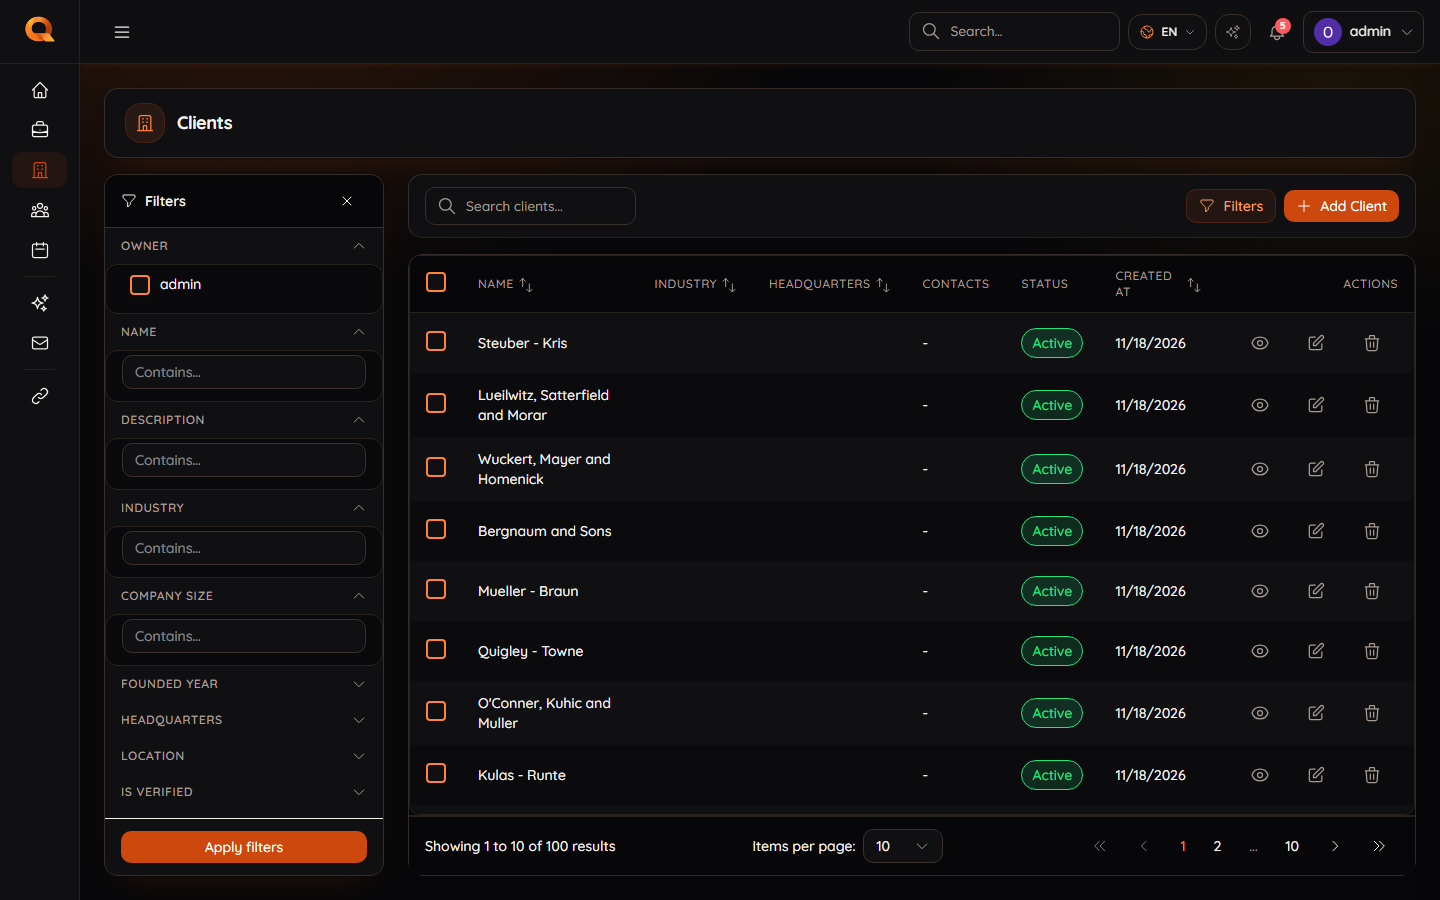 Search...
EN
5
O
admin
Clients
Filters
OWNER
admin
NAME
Contains...
DESCRIPTION
Contains...
INDUSTRY
Contains...
COMPANY SIZE
Contains...
FOUNDED YEAR
HEADQUARTERS
LOCATION
IS VERIFIED
Apply filters
Search clients...
Filters
Add Client
NAME INDUSTRY HEADQUARTERS CONTACTS STATUS CREATED AT ACTIONS
Steuber - Kris - Active 11/18/2026
Lueilwitz, Satterfield
and Morar - Active 11/18/2026
Wuckert, Mayer and
Homenick - Active 11/18/2026
Bergnaum and Sons - Active 11/18/2026
Mueller - Braun - Active 11/18/2026
Quigley - Towne - Active 11/18/2026
O'Conner, Kuhic and
Muller - Active 11/18/2026
Kulas - Runte - Active 11/18/2026
Showing 1 to 10 of 100 results
Items per page: 10
1 2 ... 10